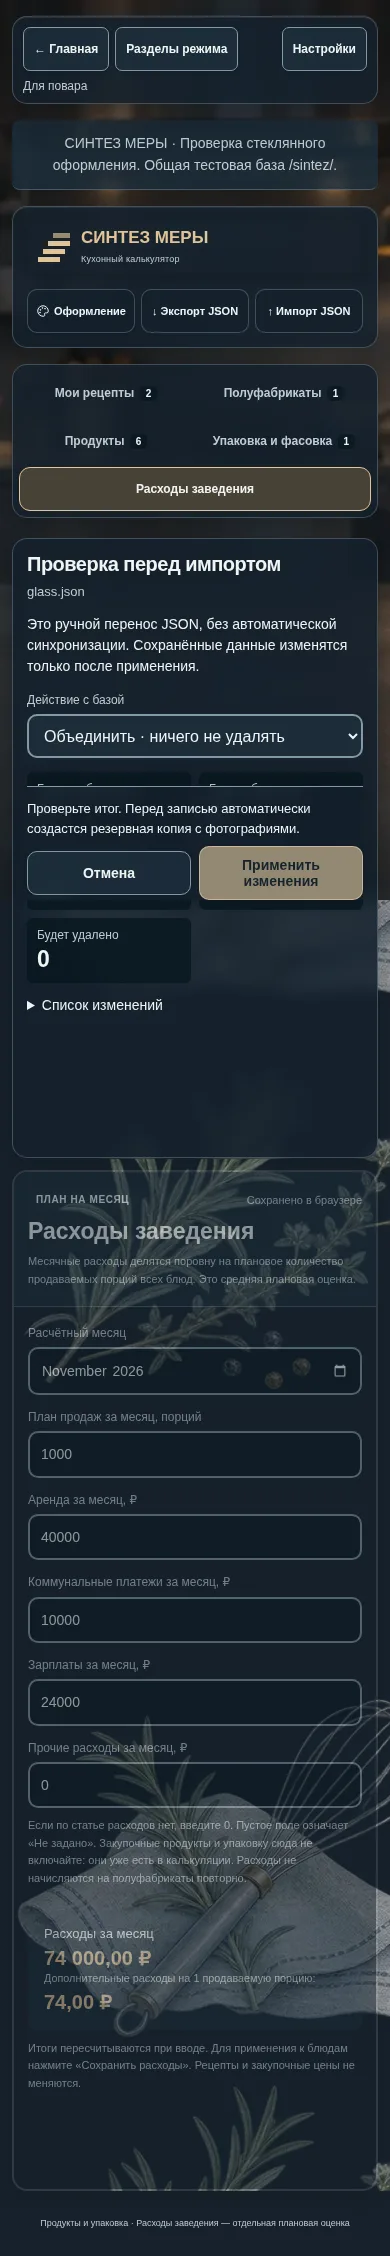 ← Главная
Разделы режима
Настройки
Для повара
СИНТЕЗ МЕРЫ · Проверка стеклянного
оформления. Общая тестовая база /sintez/.
СИНТЕЗ МЕРЫ
Кухонный калькулятор
Оформление
↓ Экспорт JSON
↑ Импорт JSON
Мои рецепты 2
Полуфабрикаты 1
Продукты 6
Упаковка и фасовка 1
Расходы заведения
Проверка перед импортом
glass.json
Это ручной перенос JSON, без автоматической
синхронизации. Сохранённые данные изменятся
только после применения.
Действие с базой
Объединить · ничего не удалять
Проверьте итог. Перед записью автоматически
создастся резервная копия с фотографиями.
Отмена
Применить
изменения
Будет удалено
0
▶ Список изменений
ПЛАН НА МЕСЯЦ
Сохранено в браузере
Расходы заведения
Месячные расходы делятся поровну на плановое количество
продаваемых порций всех блюд. Это средняя плановая оценка.
Расчётный месяц
November 2026
План продаж за месяц, порций
1000
Аренда за месяц, ₽
40000
Коммунальные платежи за месяц, ₽
10000
Зарплаты за месяц, ₽
24000
Прочие расходы за месяц, ₽
0
Если по статье расходов нет, введите 0. Пустое поле означает
«Не задано». Закупочные продукты и упаковку сюда не
включайте: они уже есть в калькуляции. Расходы не
начисляются на полуфабрикаты повторно.
Расходы за месяц
74 000,00 ₽
Дополнительные расходы на 1 продаваемую порцию:
74,00 ₽
Итоги пересчитываются при вводе. Для применения к блюдам
нажмите «Сохранить расходы». Рецепты и закупочные цены не
меняются.
Продукты и упаковка · Расходы заведения — отдельная плановая оценка